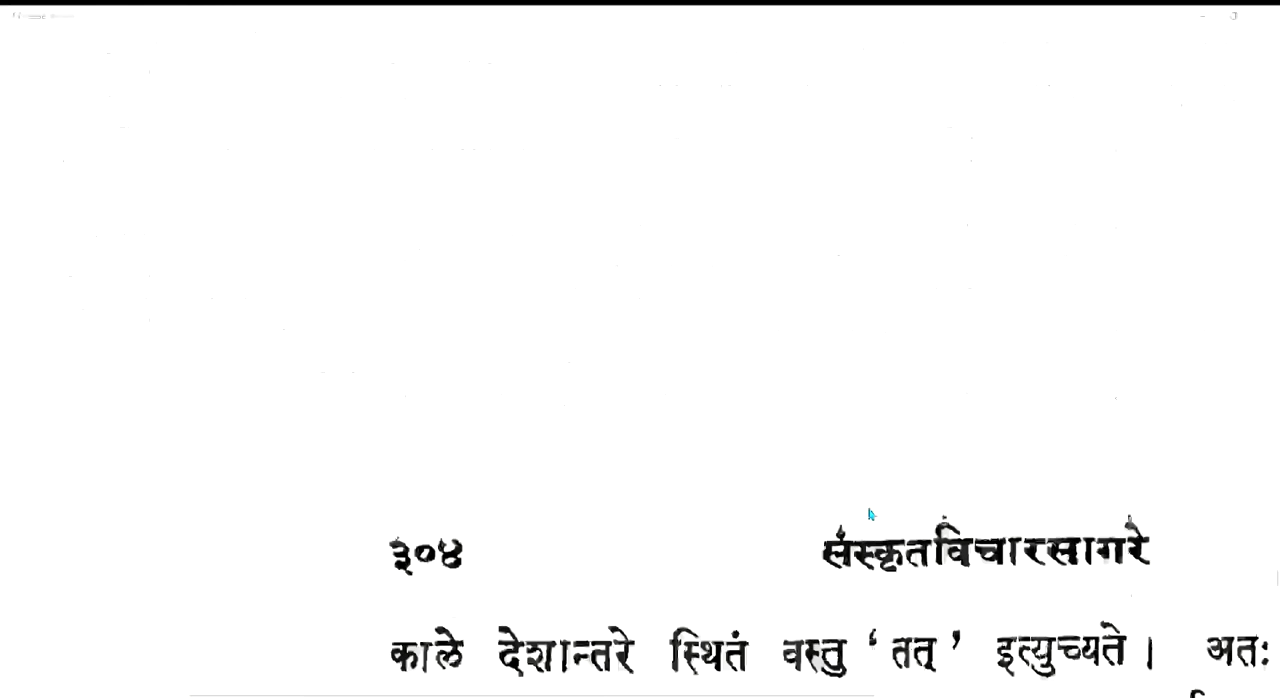 ३०४ संस्कृतविचारसागरे
काले देशान्तरे स्थितं वस्तु ‘ तत् ’ इत्युच्यते । अतः